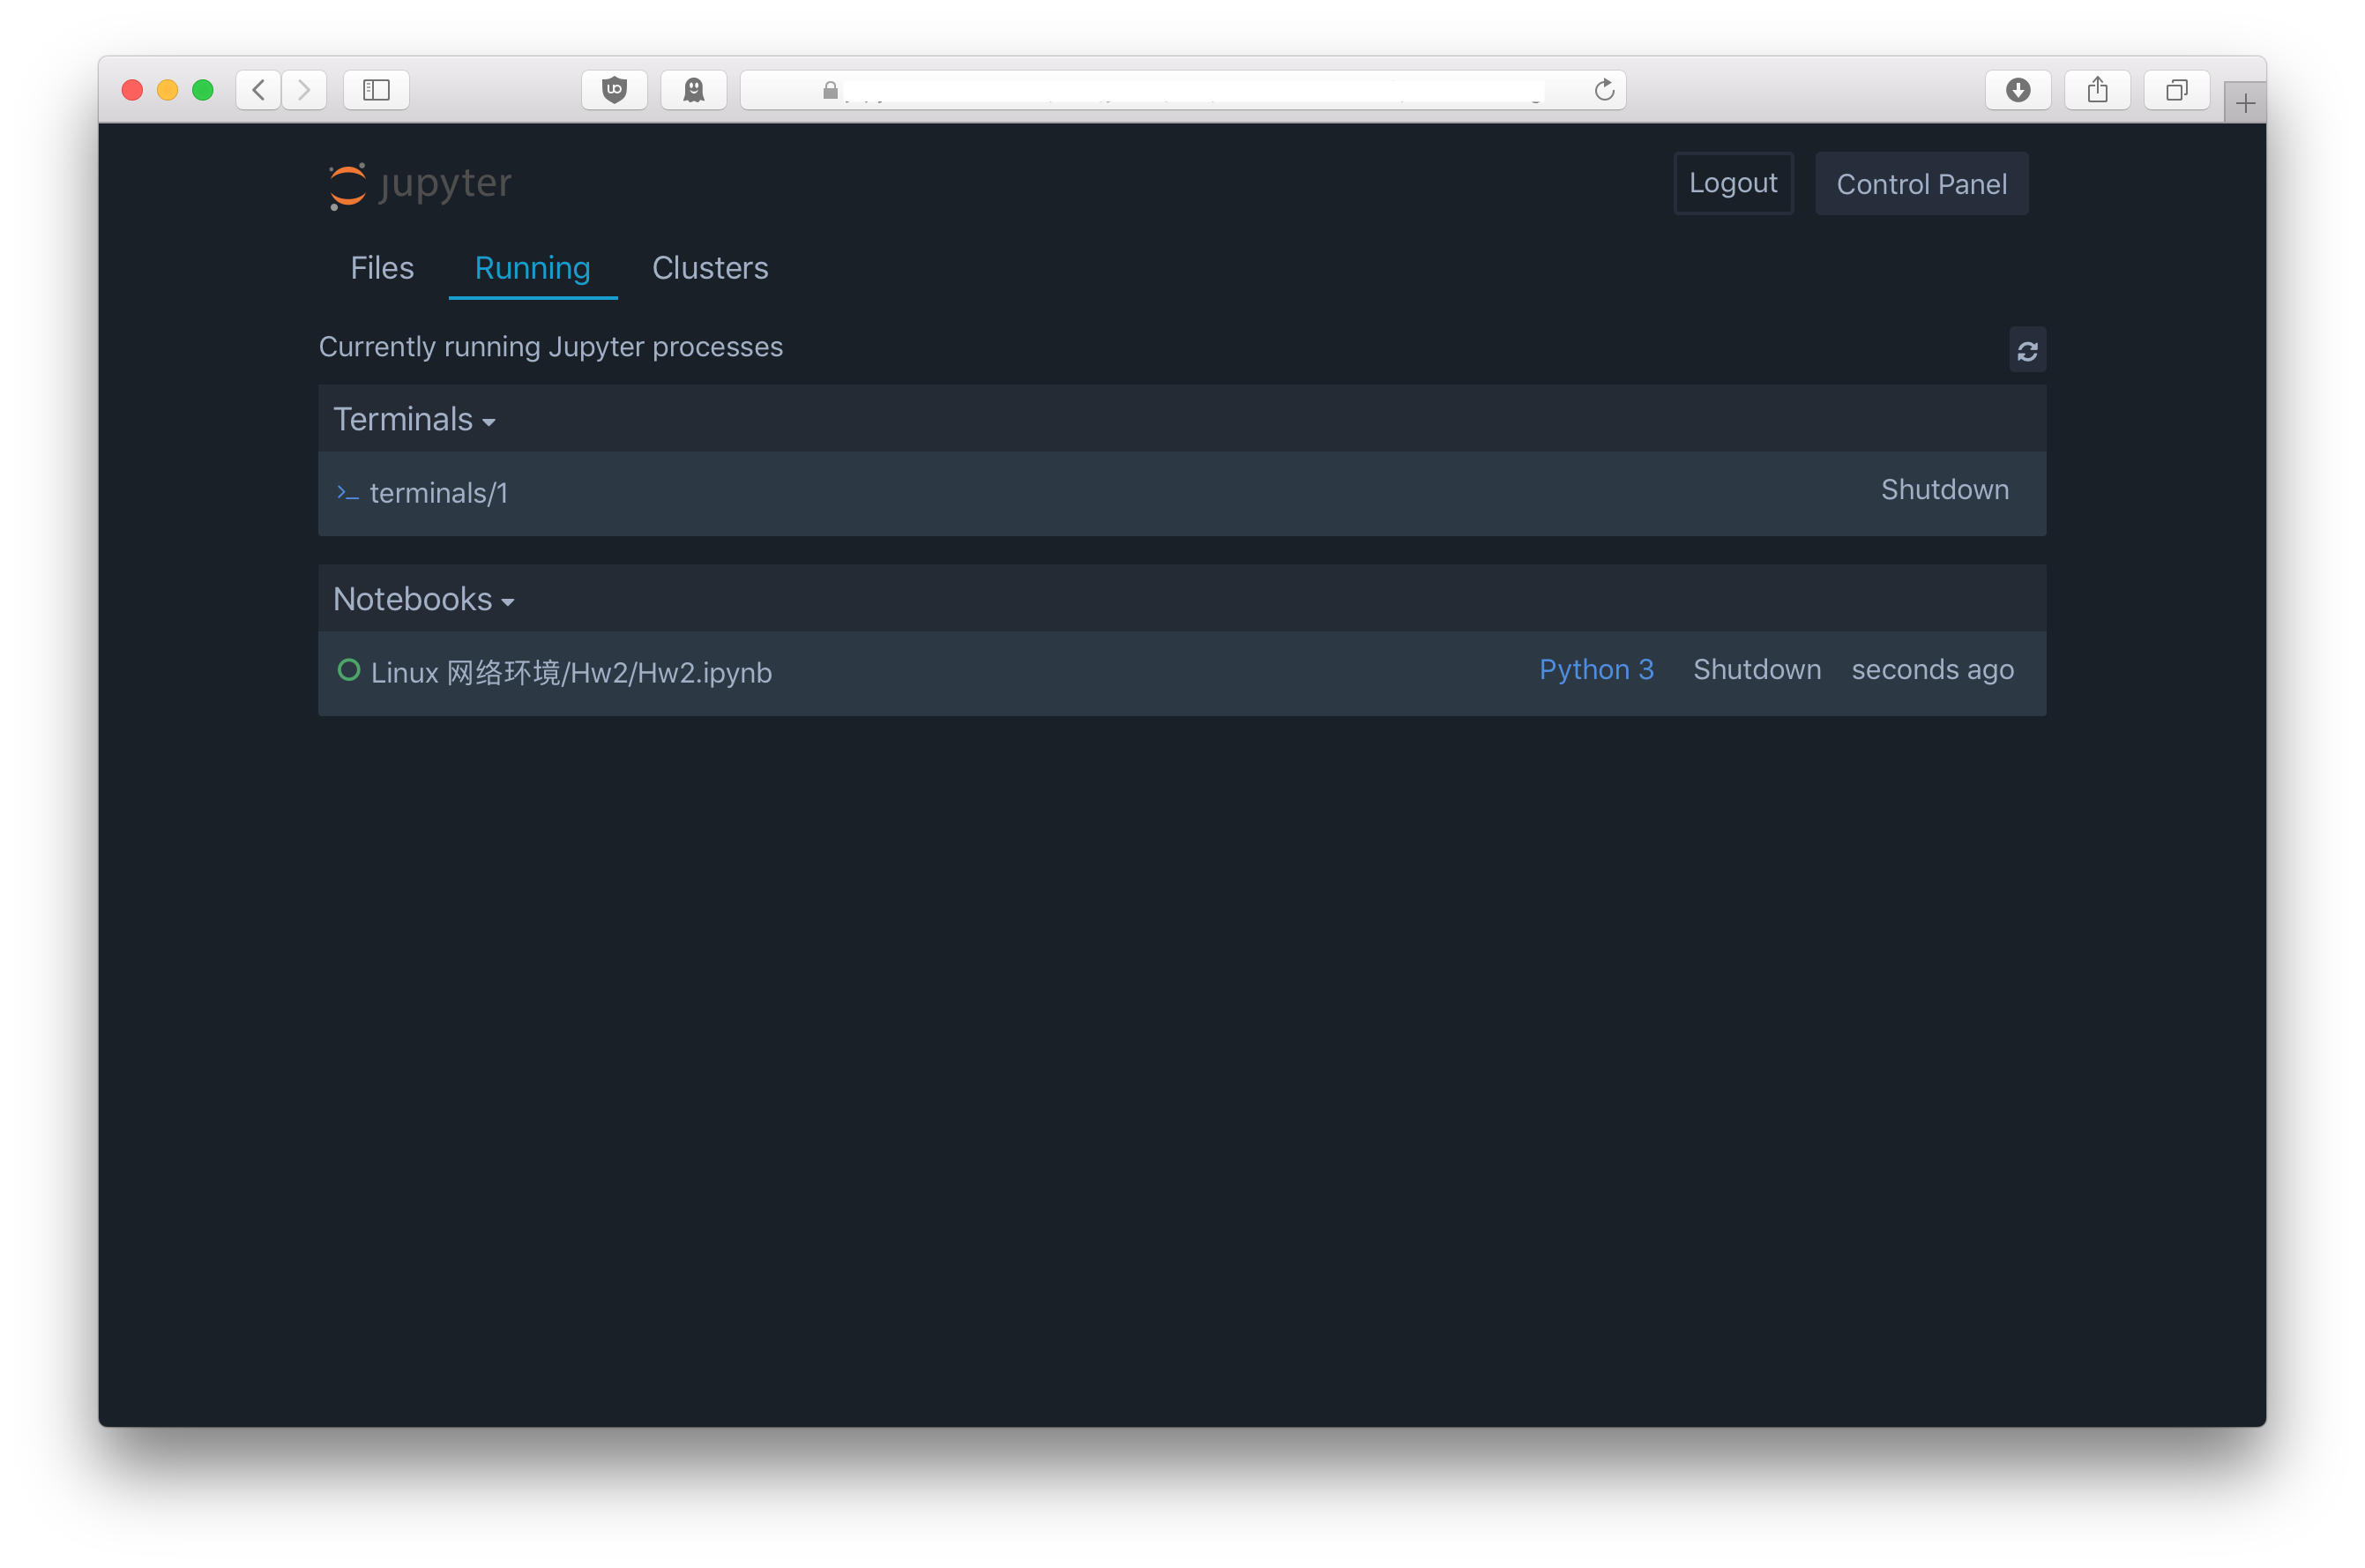 jupyter
Logout
Control Panel
Files
Running
Clusters
Currently running Jupyter processes
Terminals
terminals/1
Shutdown
Notebooks
Linux 网络环境/Hw2/Hw2.ipynb
Python 3
Shutdown
seconds ago